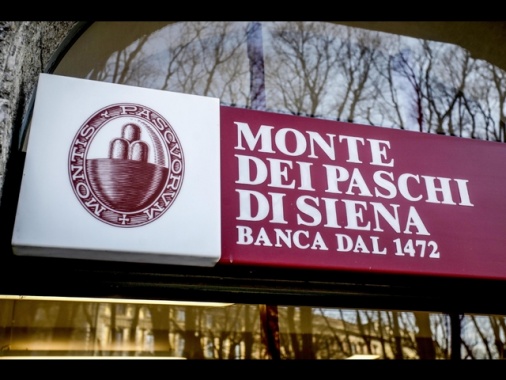 MONTIS PASCVORVM
MONTE
DEI PASCHI
DI SIENA
BANCA DAL 1472